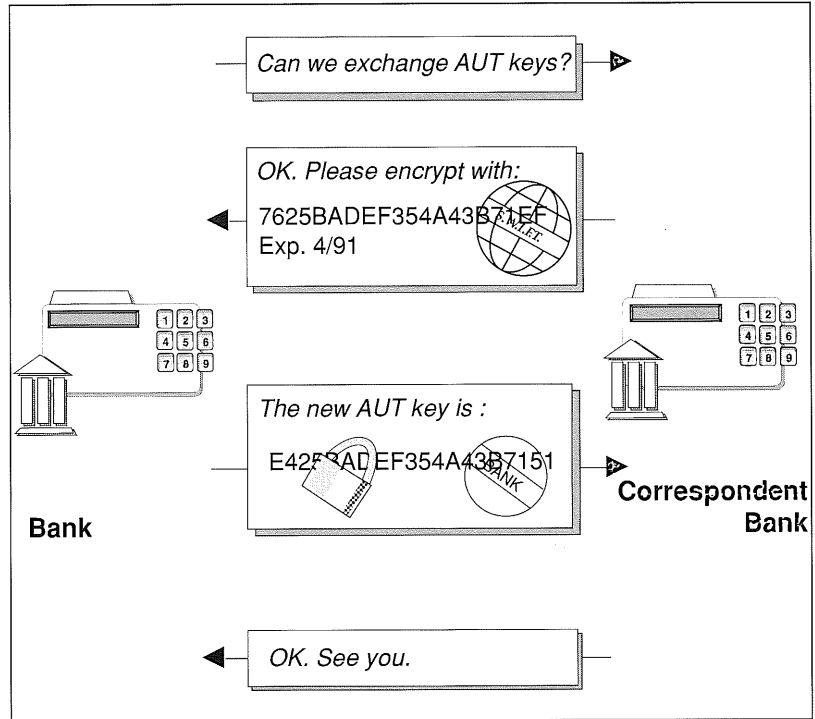 Can we exchange AUT keys?
OK. Please encrypt with:
7625BADEF354A43B71EF
Exp. 4/91
S.W.I.F.T.
1 2 3
4 5 6
7 8 9
1 2 3
4 5 6
7 8 9
The new AUT key is :
E425BADEF354A43B7151
BANK
Bank
Correspondent
Bank
OK. See you.